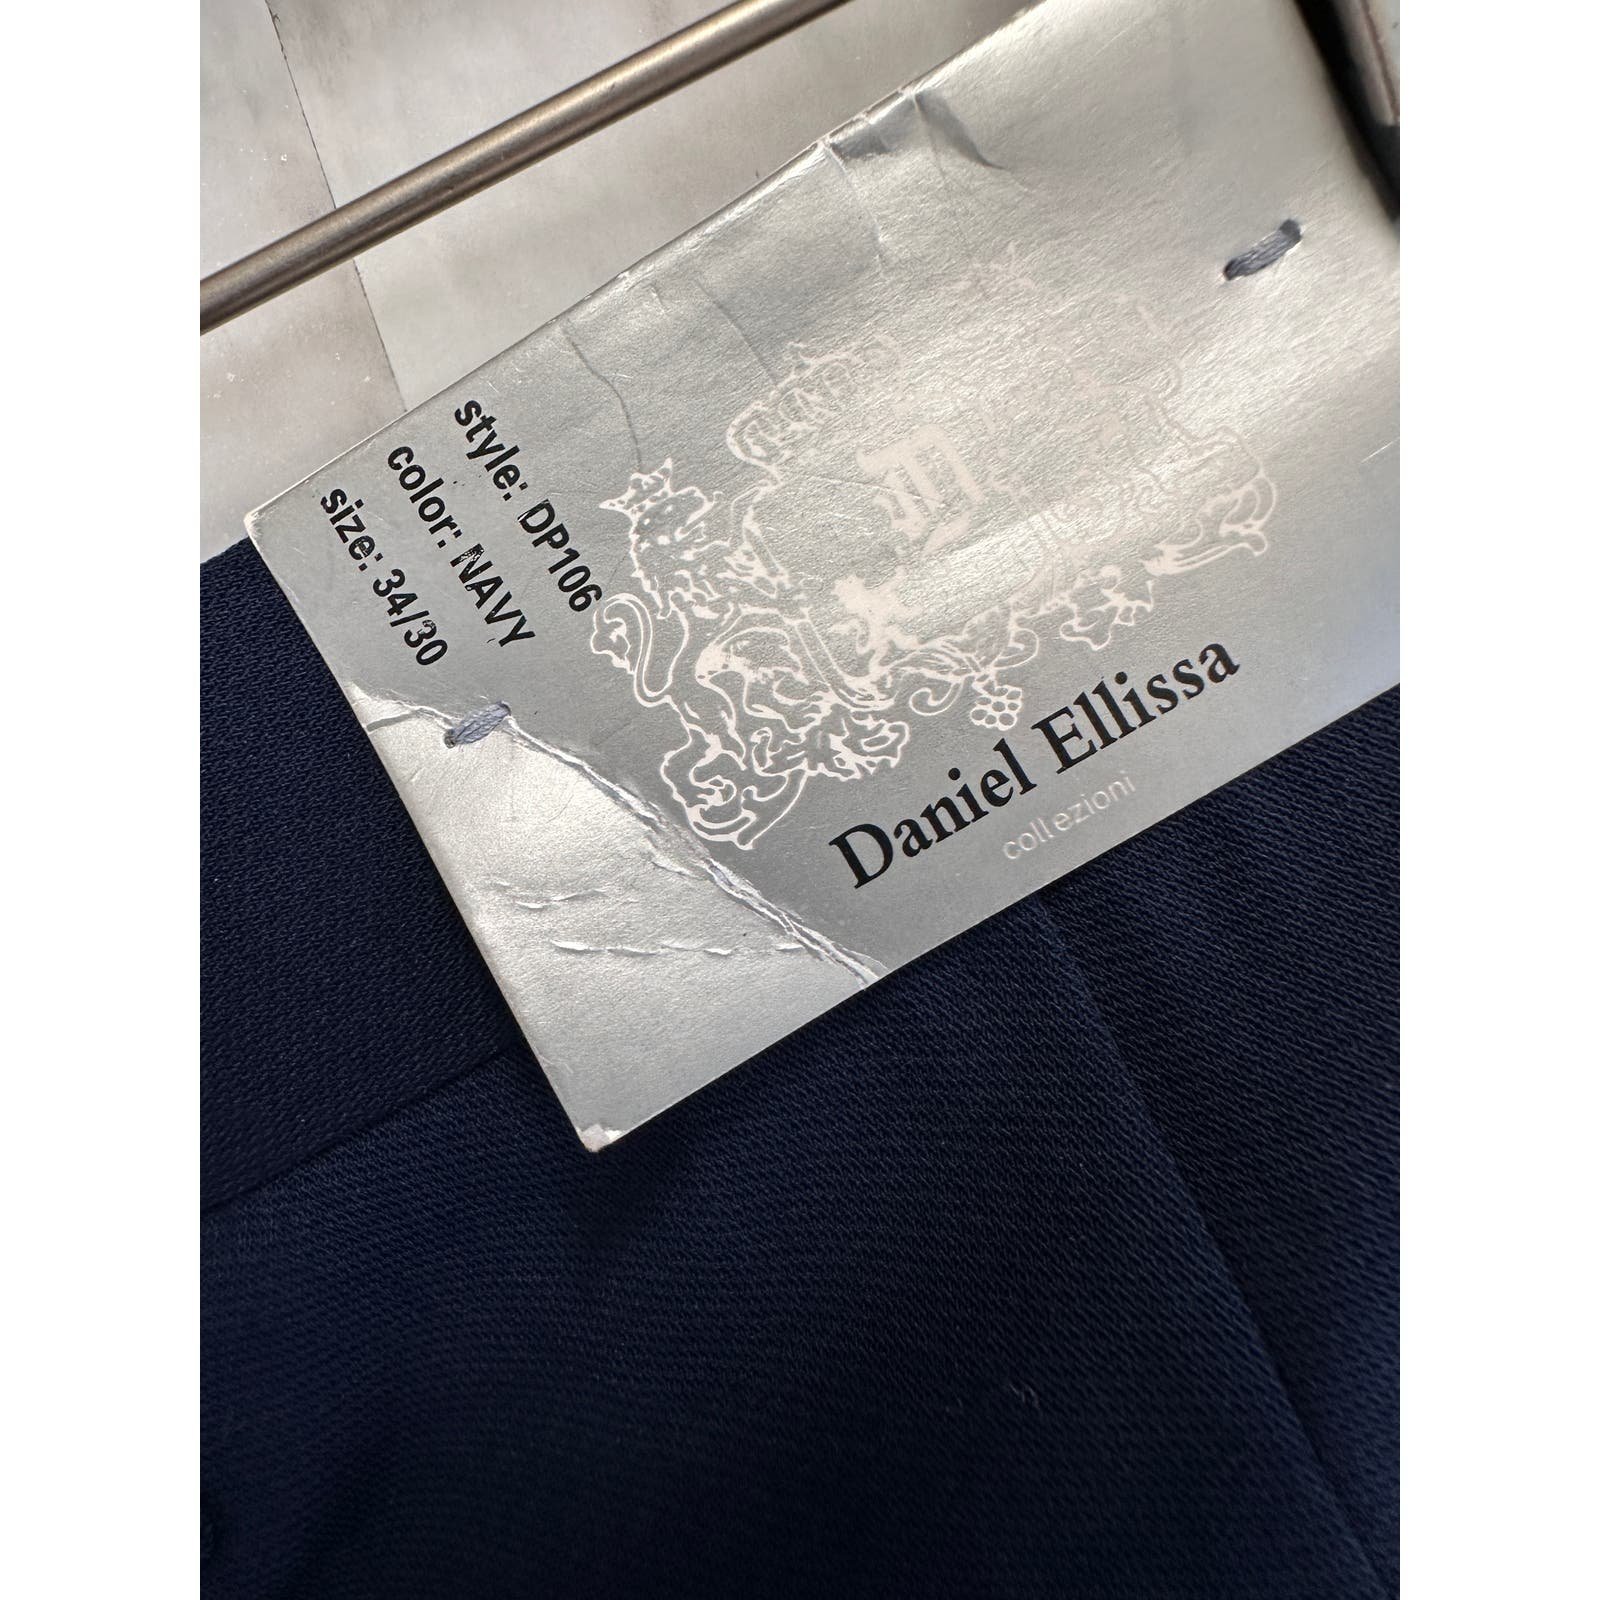 style: DP106
color: NAVY
size: 34/30
D
Daniel Ellissa
collezioni